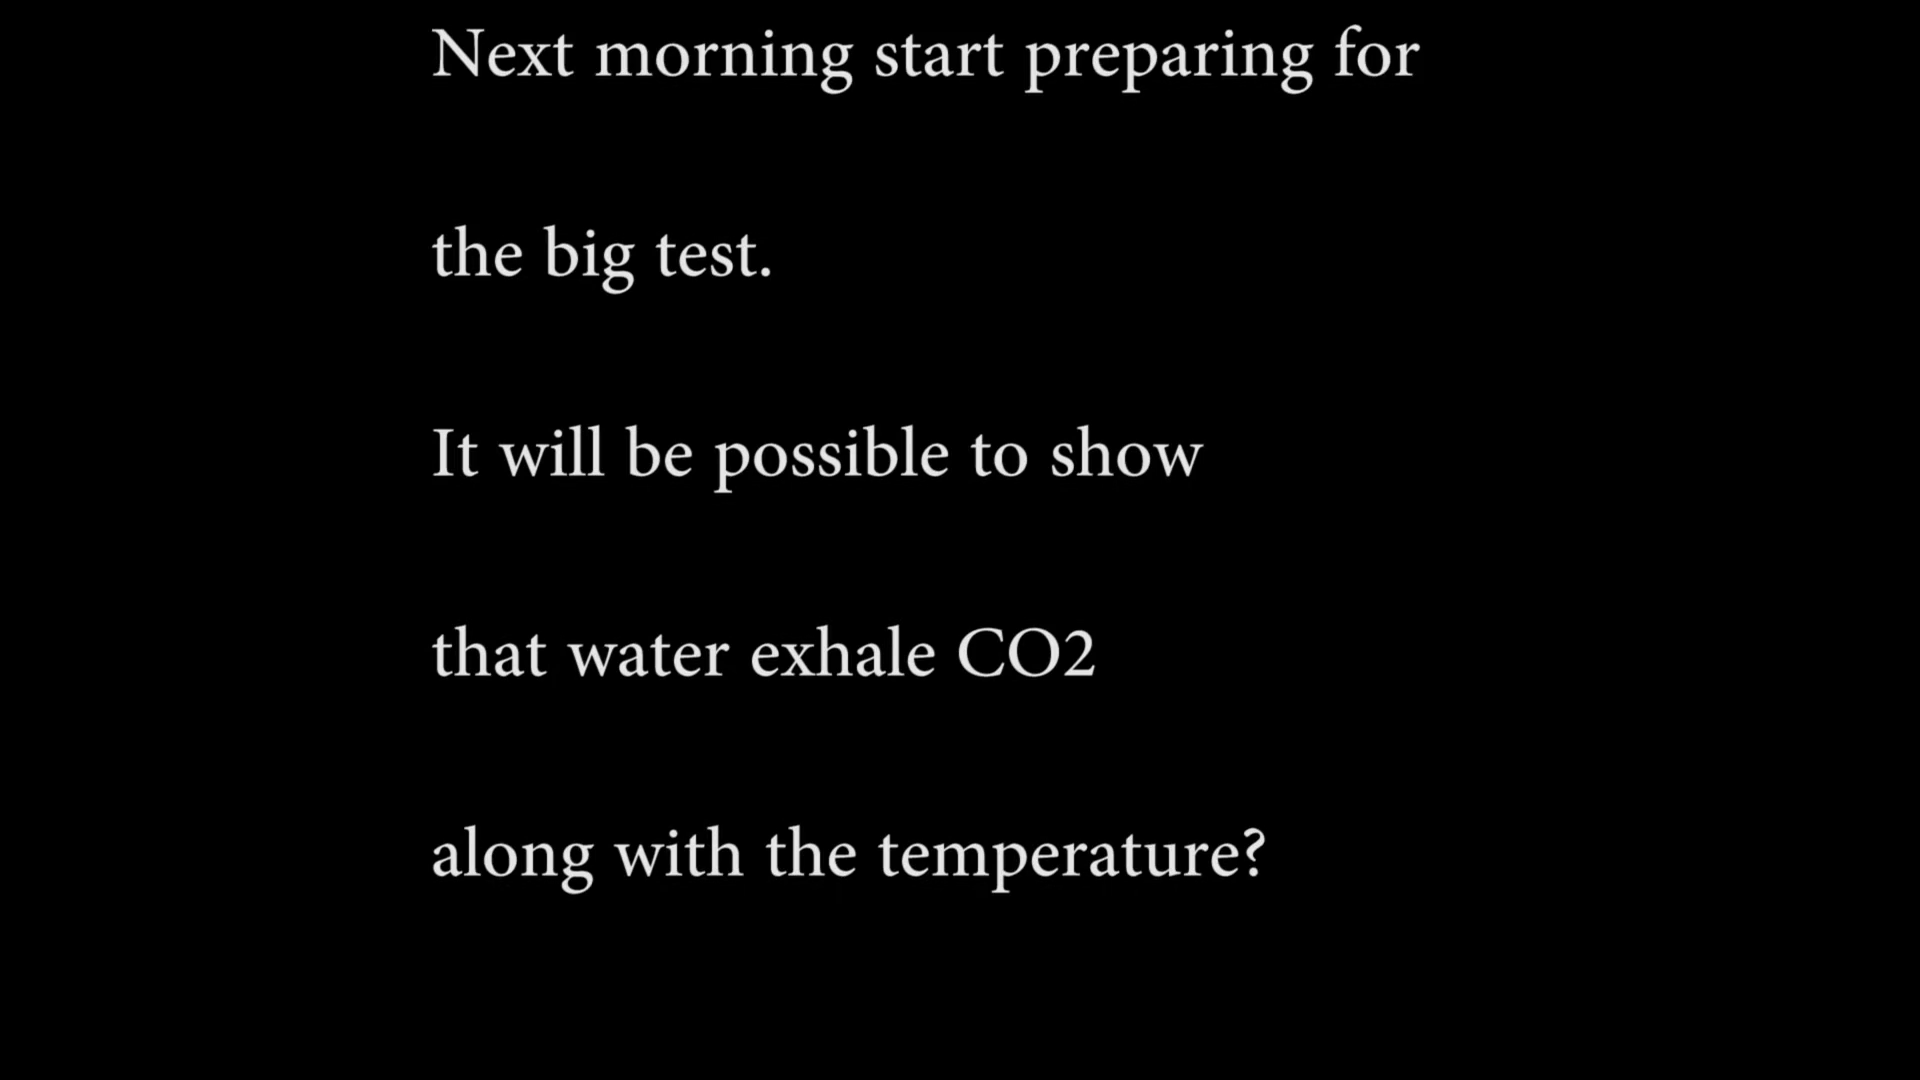 Next morning start preparing for
the big test.
It will be possible to show
that water exhale CO2
along with the temperature?